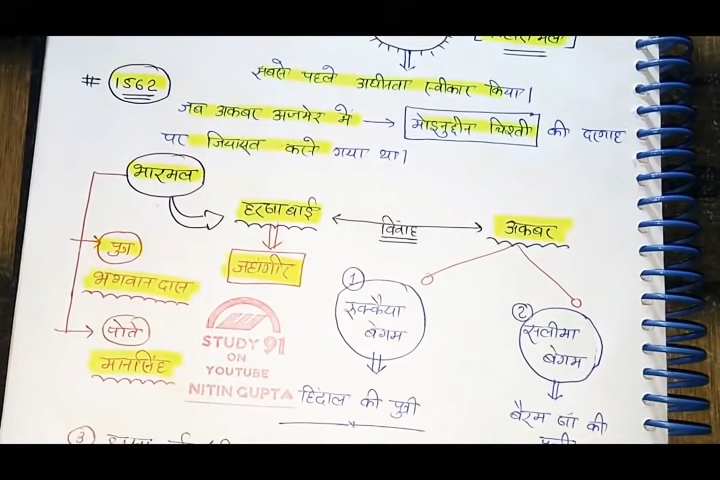 सबसे पहले अधीनता स्वीकार किया।
# 1562
जब अकबर अजमेर में → मोइनुद्दीन चिश्ती की दरगाह
पर जियारत करने गया था।
भारमल
हरखाबाई
विवाह
अकबर
जहांगीर
पुत्र
भगवान दास
पोते
मानसिंह
1
रुक्कैया
बेगम
हिंदाल की पुत्री
2
सलीमा
बेगम
बैरम खाँ की
STUDY 91
ON
YOUTUBE
NITIN GUPTA
3